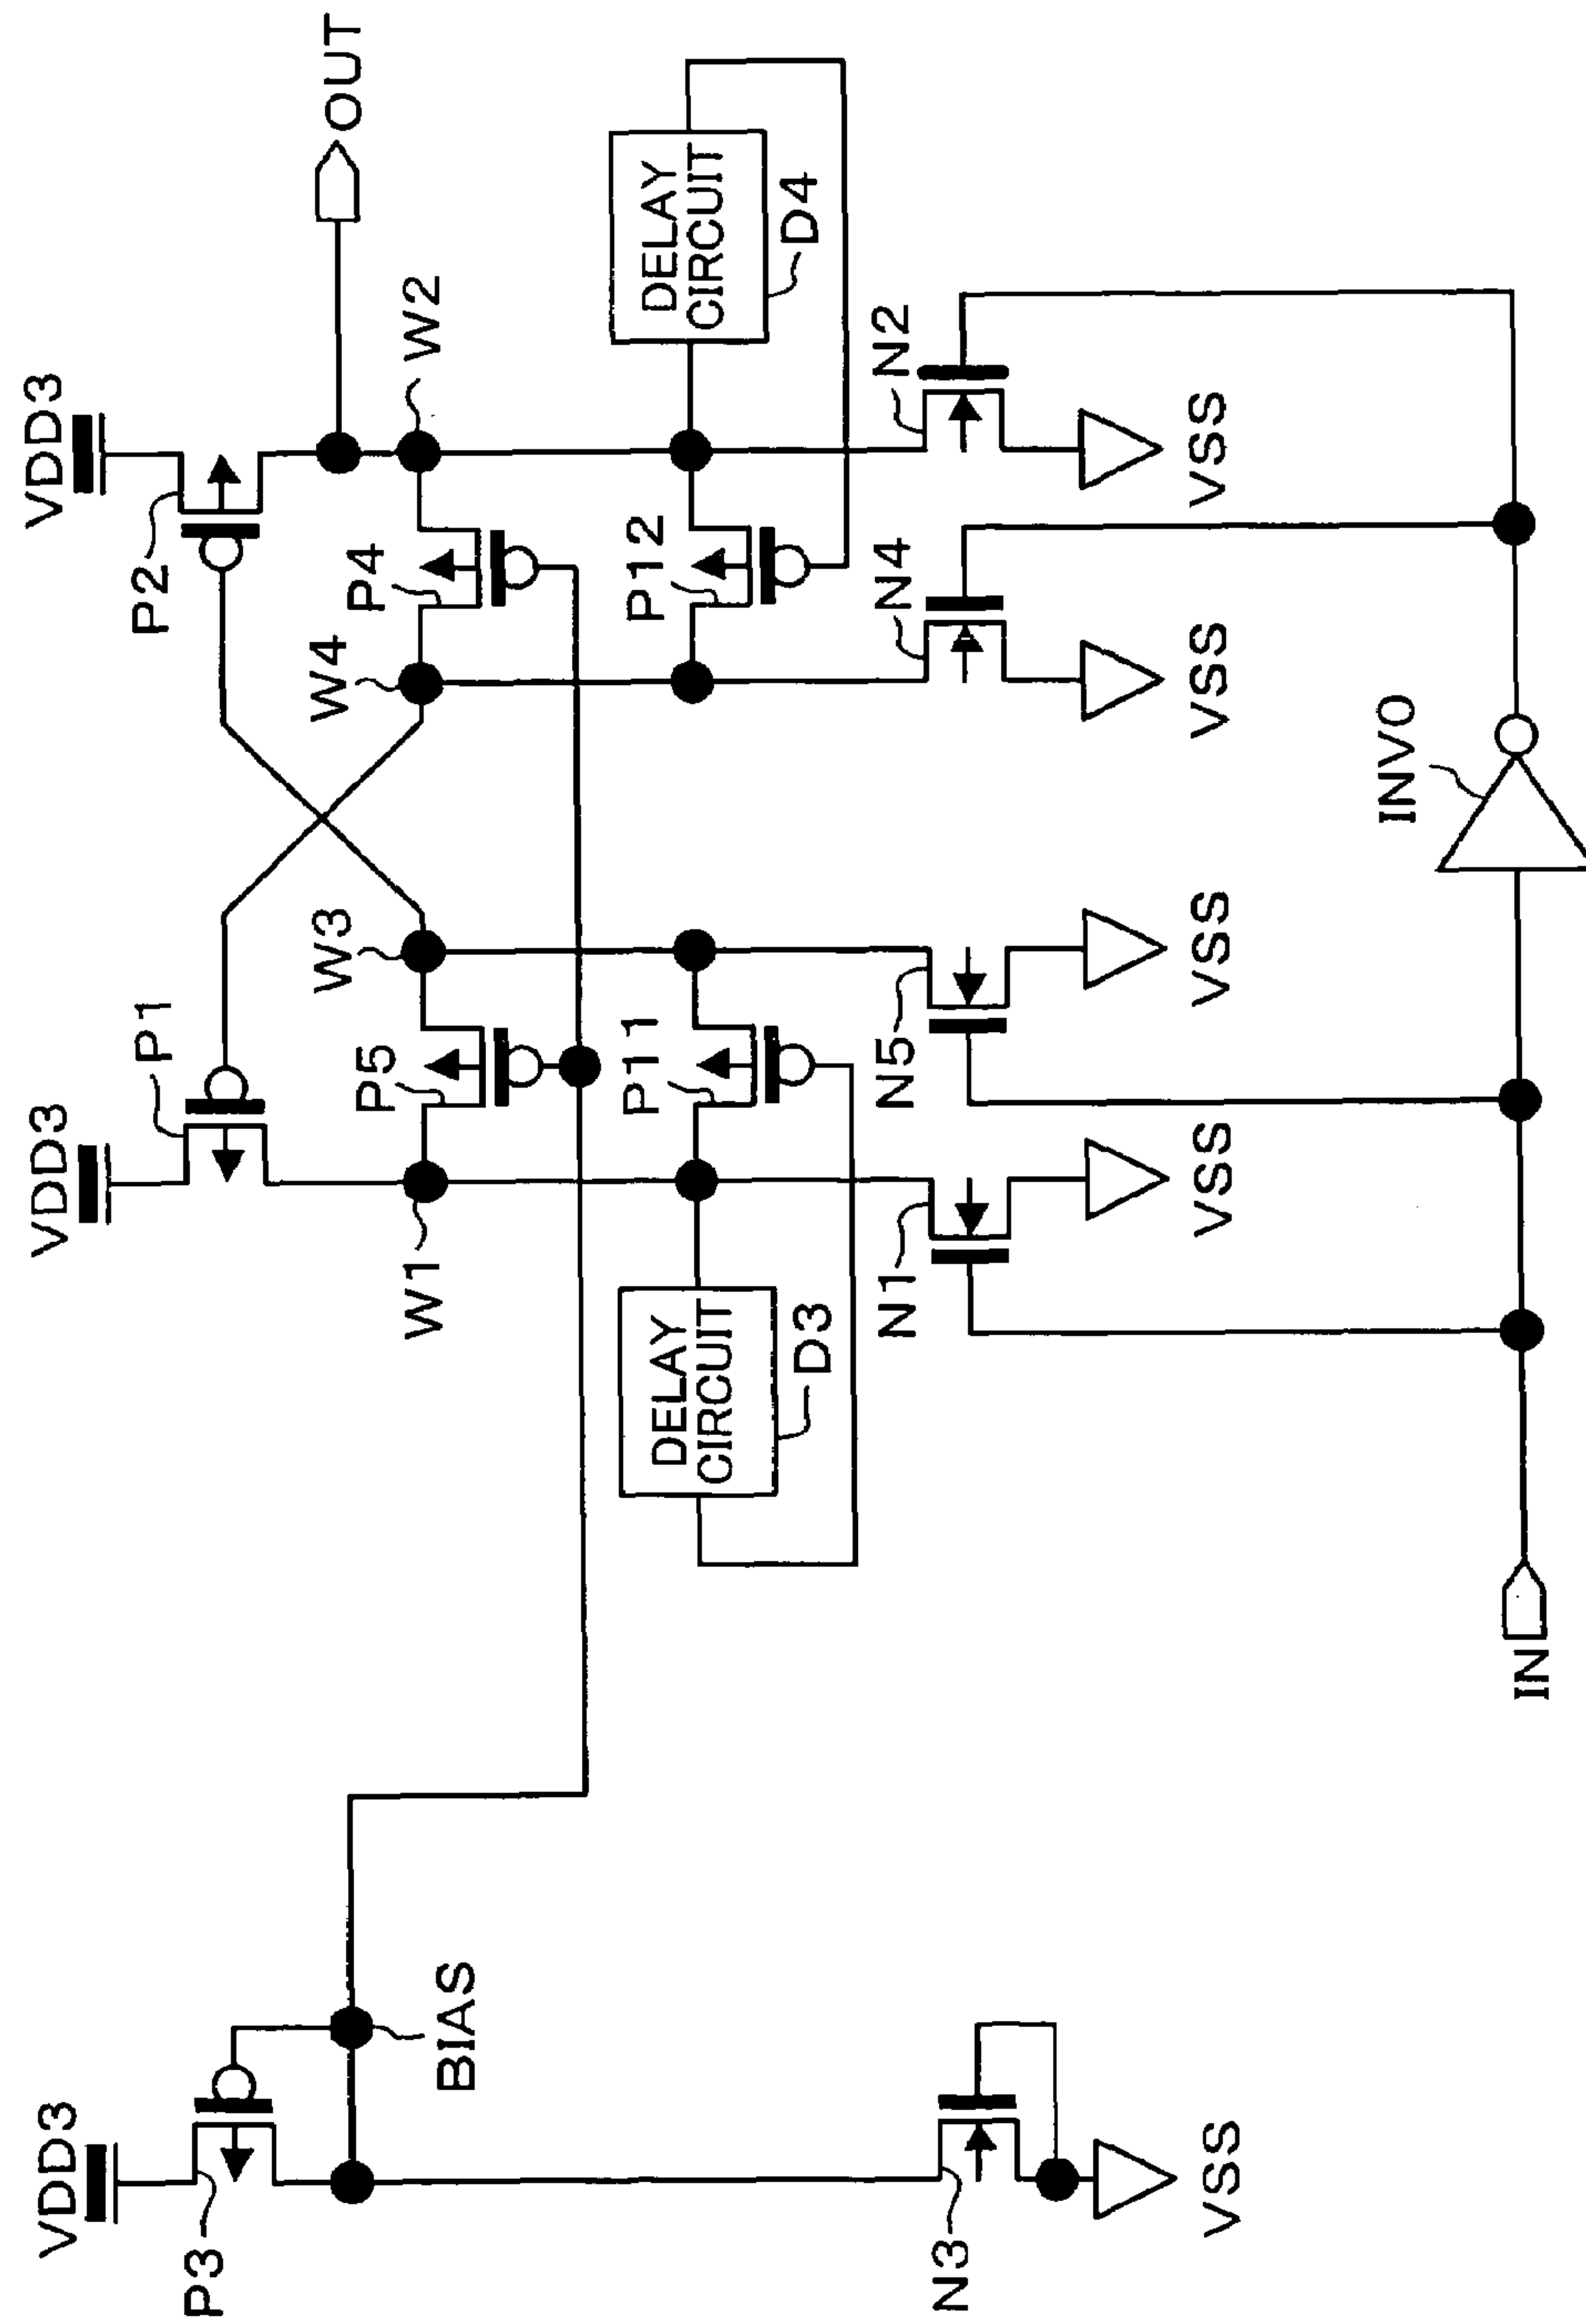 VDD3
VDD3
VDD3
P3
P1
P2
OUT
BIAS
W1
P5
W3
W4
P4
W2
DELAY
CIRCUIT
D3
P11
P12
DELAY
CIRCUIT
D4
N3
N1
N5
N4
N2
VSS
VSS
VSS
VSS
VSS
INV0
IN